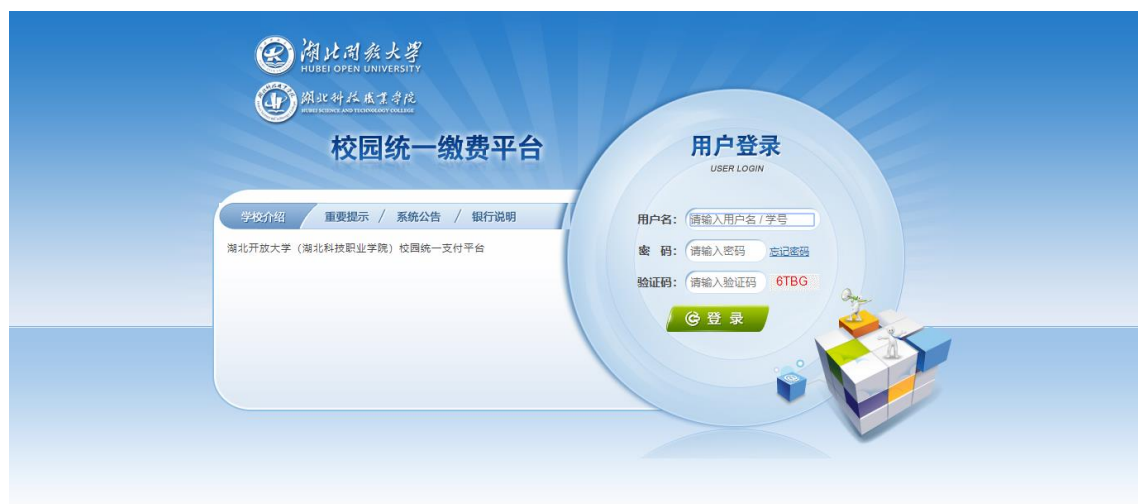 湖北开放大学
HUBEI OPEN UNIVERSITY
湖北科技职业学院
HUBEI SCIENCE AND TECHNOLOGY COLLEGE
校园统一缴费平台
用户登录
USER LOGIN
学校介绍 重要提示 / 系统公告 / 银行说明
湖北开放大学（湖北科技职业学院）校园统一支付平台
用户名： 请输入用户名 / 学号
密 码： 请输入密码 忘记密码
验证码： 请输入验证码 6TBG
登 录